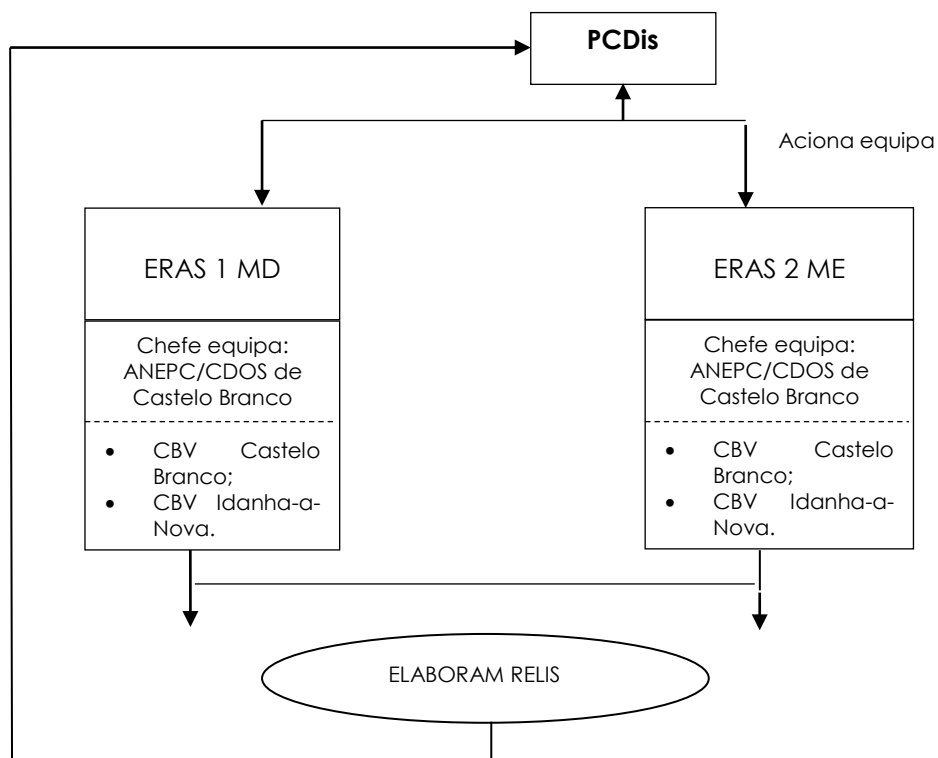 PCDis
Aciona equipa
ERAS 1 MD
Chefe equipa:
ANEPC/CDOS de
Castelo Branco
• CBV Castelo
Branco;
• CBV Idanha-a-
Nova.
ERAS 2 ME
Chefe equipa:
ANEPC/CDOS de
Castelo Branco
• CBV Castelo
Branco;
• CBV Idanha-a-
Nova.
ELABORAM RELIS